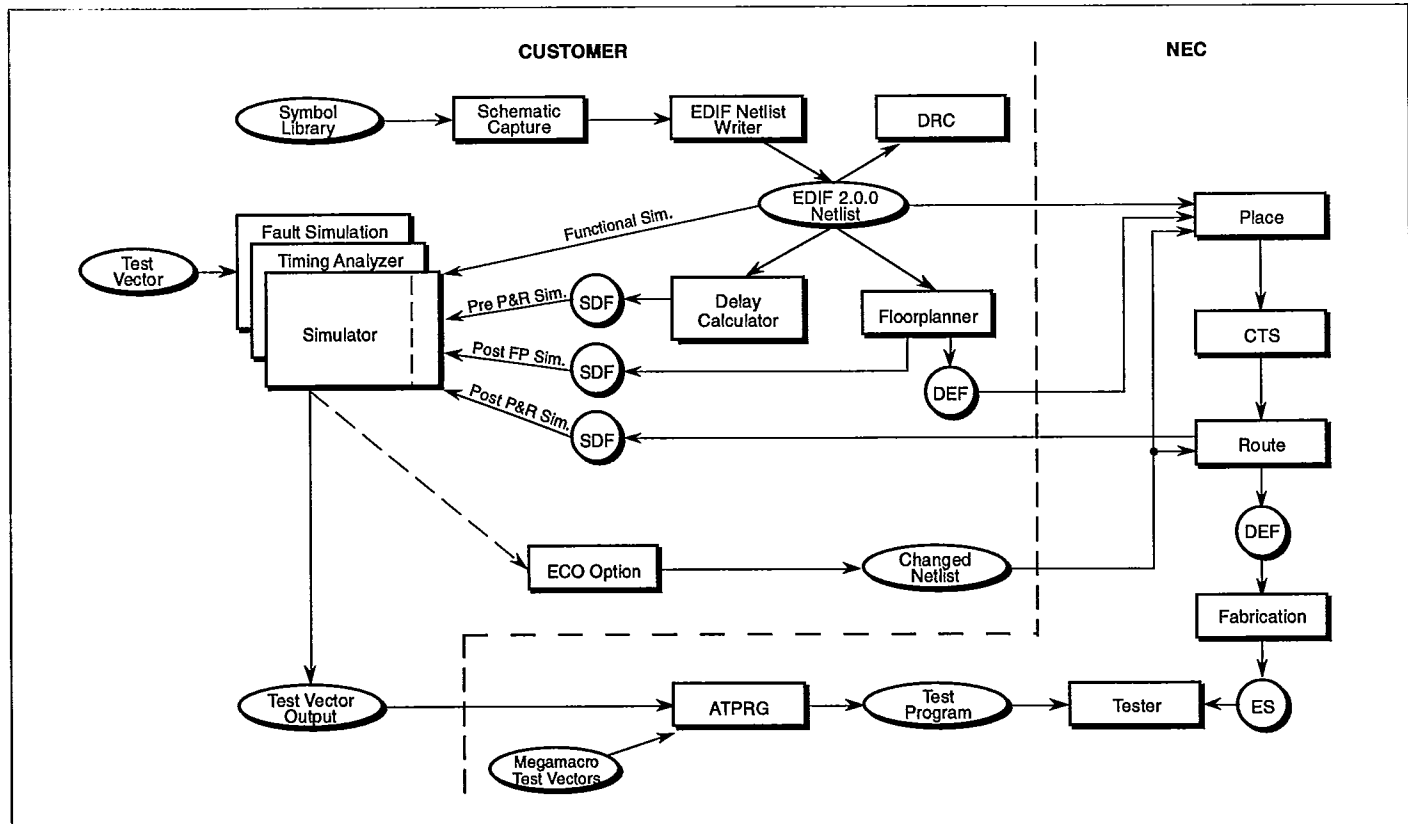 CUSTOMER
NEC
Symbol
Library
Schematic
Capture
EDIF Netlist
Writer
DRC
EDIF 2.0.0
Netlist
Place
Functional Sim.
Fault Simulation
Timing Analyzer
Simulator
Test
Vector
Pre P&R Sim.
SDF
Delay
Calculator
Floorplanner
CTS
Post FP Sim.
SDF
DEF
Post P&R Sim.
SDF
Route
DEF
ECO Option
Changed
Netlist
Fabrication
Test Vector
Output
ATPRG
Test
Program
Tester
ES
Megamacro
Test Vectors